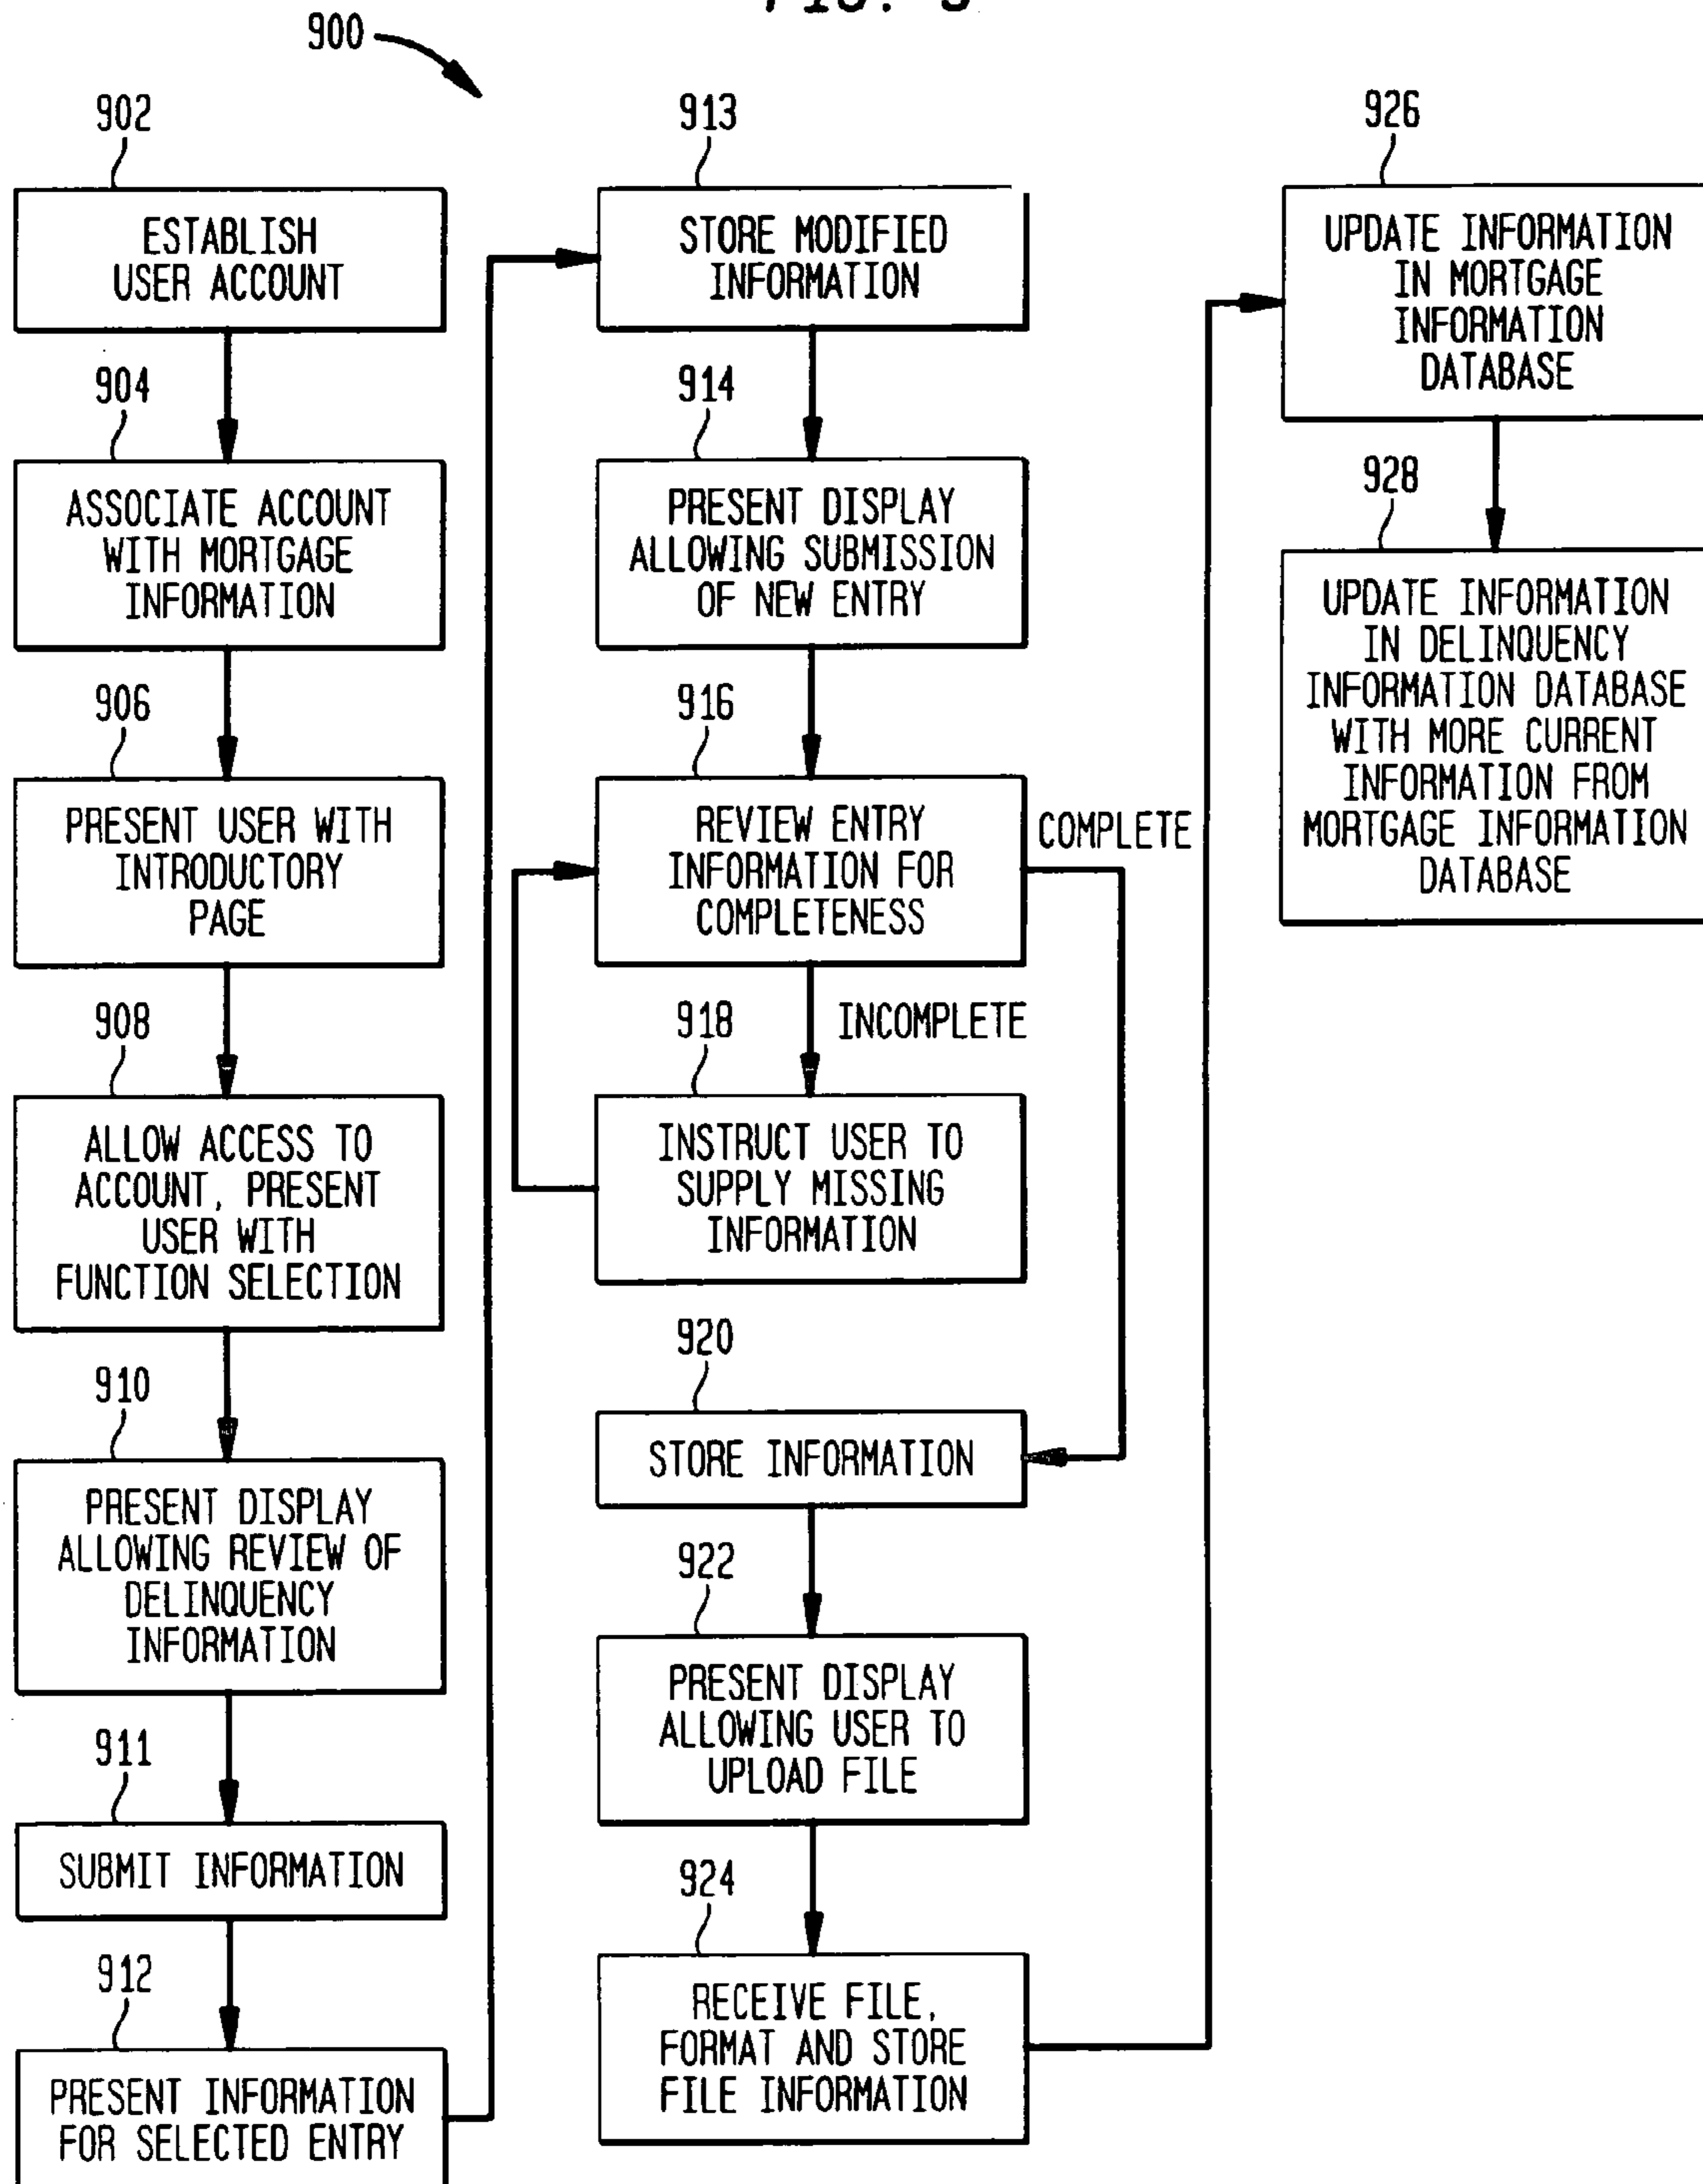 900
902
ESTABLISH
USER ACCOUNT
904
ASSOCIATE ACCOUNT
WITH MORTGAGE
INFORMATION
906
PRESENT USER WITH
INTRODUCTORY
PAGE
908
ALLOW ACCESS TO
ACCOUNT, PRESENT
USER WITH
FUNCTION SELECTION
910
PRESENT DISPLAY
ALLOWING REVIEW OF
DELINQUENCY
INFORMATION
911
SUBMIT INFORMATION
912
PRESENT INFORMATION
FOR SELECTED ENTRY
913
STORE MODIFIED
INFORMATION
914
PRESENT DISPLAY
ALLOWING SUBMISSION
OF NEW ENTRY
916
REVIEW ENTRY
INFORMATION FOR
COMPLETENESS
COMPLETE
INCOMPLETE
918
INSTRUCT USER TO
SUPPLY MISSING
INFORMATION
920
STORE INFORMATION
922
PRESENT DISPLAY
ALLOWING USER TO
UPLOAD FILE
924
RECEIVE FILE,
FORMAT AND STORE
FILE INFORMATION
926
UPDATE INFORMATION
IN MORTGAGE
INFORMATION
DATABASE
928
UPDATE INFORMATION
IN DELINQUENCY
INFORMATION DATABASE
WITH MORE CURRENT
INFORMATION FROM
MORTGAGE INFORMATION
DATABASE